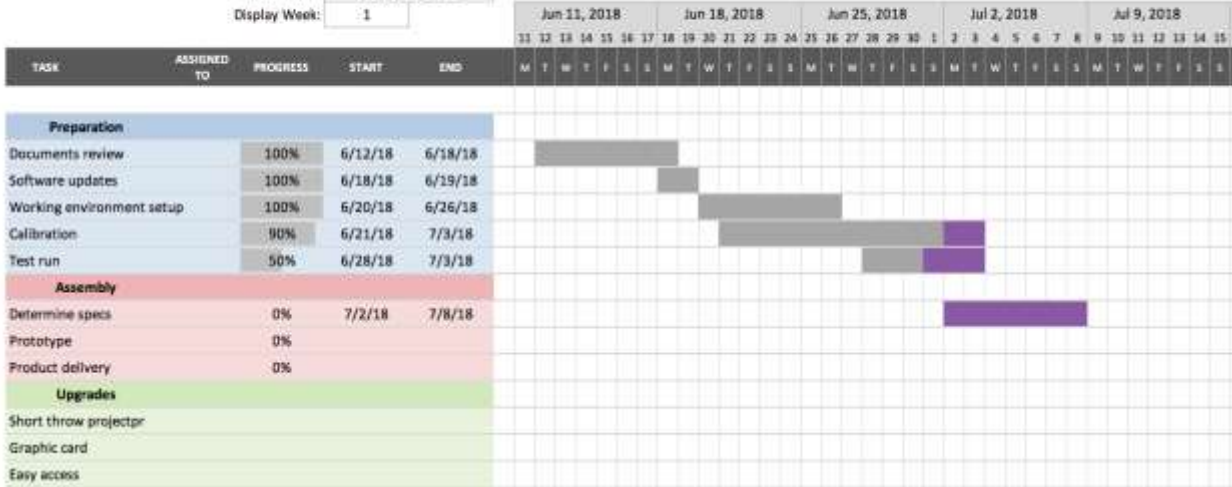 Display Week: 1
Jun 11, 2018 Jun 18, 2018 Jun 25, 2018 Jul 2, 2018 Jul 9, 2018
11 12 13 14 15 16 17 18 19 20 21 22 23 24 25 26 27 28 29 30 1 2 3 4 5 6 7 8 9 10 11 12 13 14 15
TASK ASSIGNED TO PROGRESS START END M T W T F S S M T W T F S S M T W T F S S M T W T F S S M T W T F S S
Preparation
Documents review 100% 6/12/18 6/18/18
Software updates 100% 6/18/18 6/19/18
Working environment setup 100% 6/20/18 6/26/18
Calibration 90% 6/21/18 7/3/18
Test run 50% 6/28/18 7/3/18
Assembly
Determine specs 0% 7/2/18 7/8/18
Prototype 0%
Product delivery 0%
Upgrades
Short throw projectpr
Graphic card
Easy access